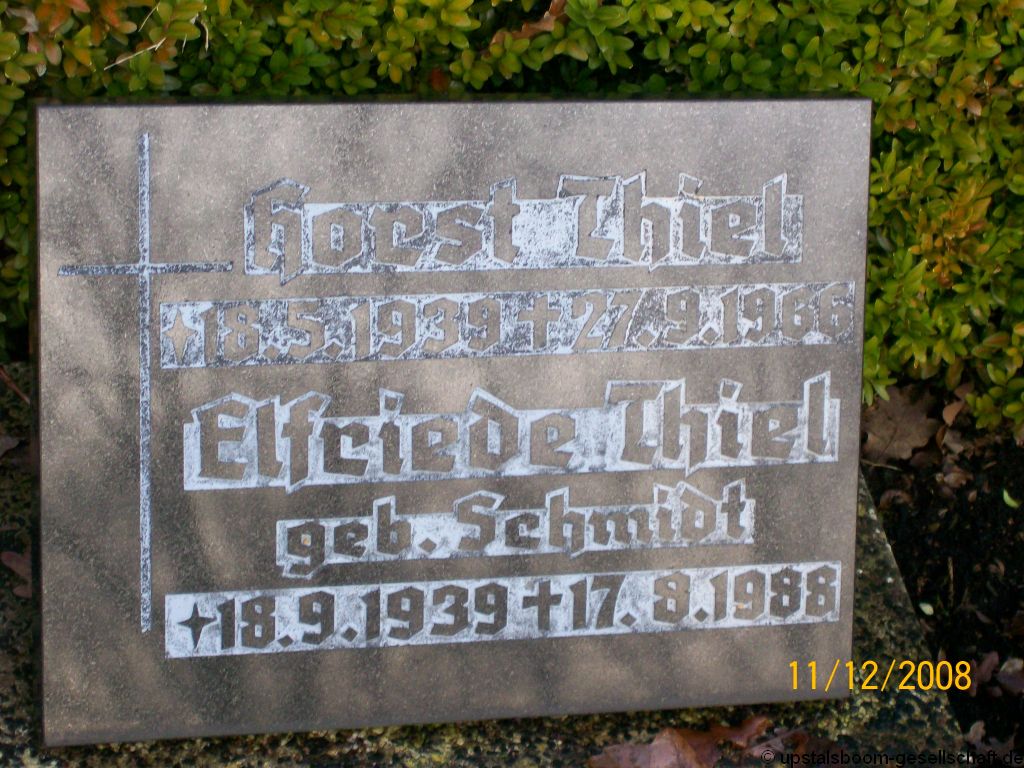 Horst Thiel
18.5.1939 † 27.9.1966
Elfriede Thiel
geb. Schmidt
18.9.1939 † 17.8.1988
11/12/2008
© upstalsboom-gesellschaft.de